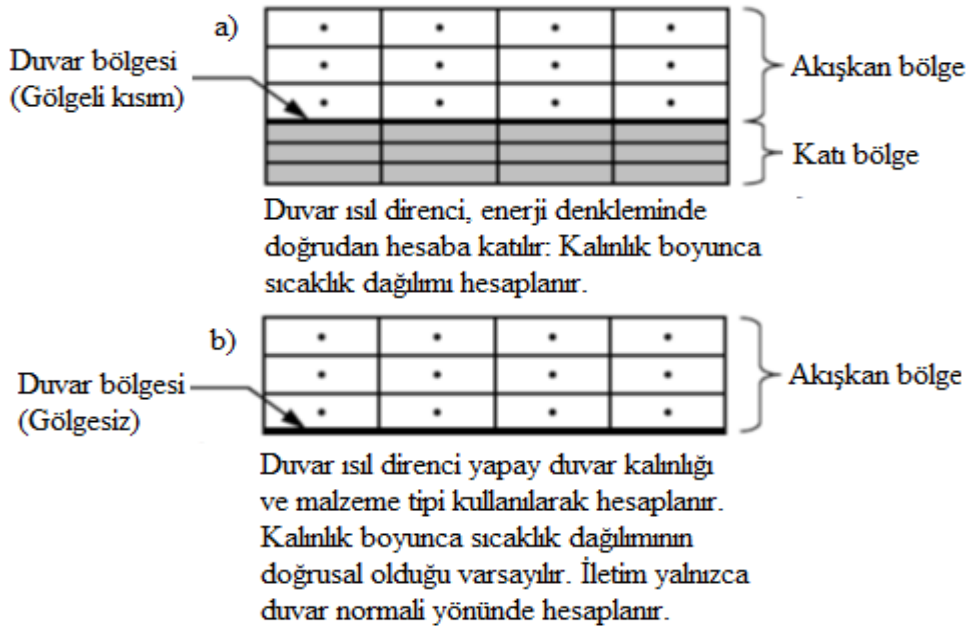 a)
Duvar bölgesi
(Gölgeli kısım)
Akışkan bölge
Katı bölge
Duvar ısıl direnci, enerji denkleminde
doğrudan hesaba katılır: Kalınlık boyunca
sıcaklık dağılımı hesaplanır.
b)
Duvar bölgesi
(Gölgesiz)
Akışkan bölge
Duvar ısıl direnci yapay duvar kalınlığı
ve malzeme tipi kullanılarak hesaplanır.
Kalınlık boyunca sıcaklık dağılımının
doğrusal olduğu varsayılır. İletim yalnızca
duvar normali yönünde hesaplanır.